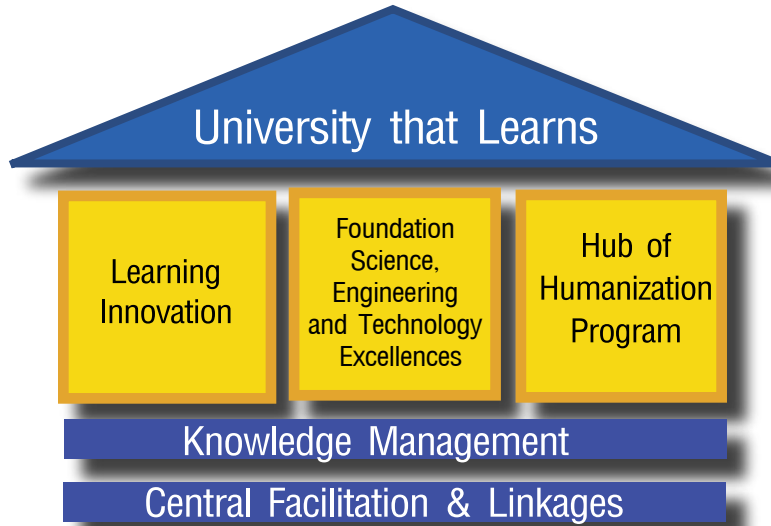 University that Learns
Learning
Innovation
Foundation
Science,
Engineering
and Technology
Excellences
Hub of
Humanization
Program
Knowledge Management
Central Facilitation & Linkages